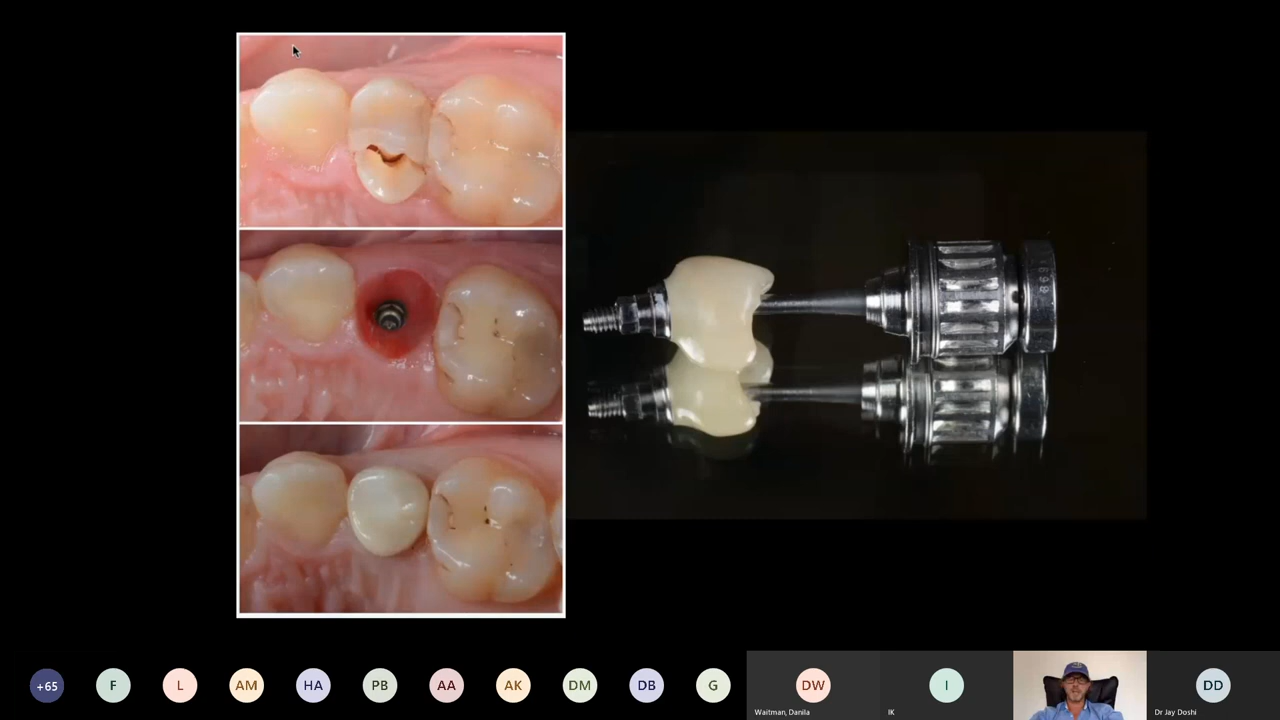 +65
F
L
AM
HA
PB
AA
AK
DM
DB
G
DW
I
DD
Waitman, Danila
IK
Dr Jay Doshi